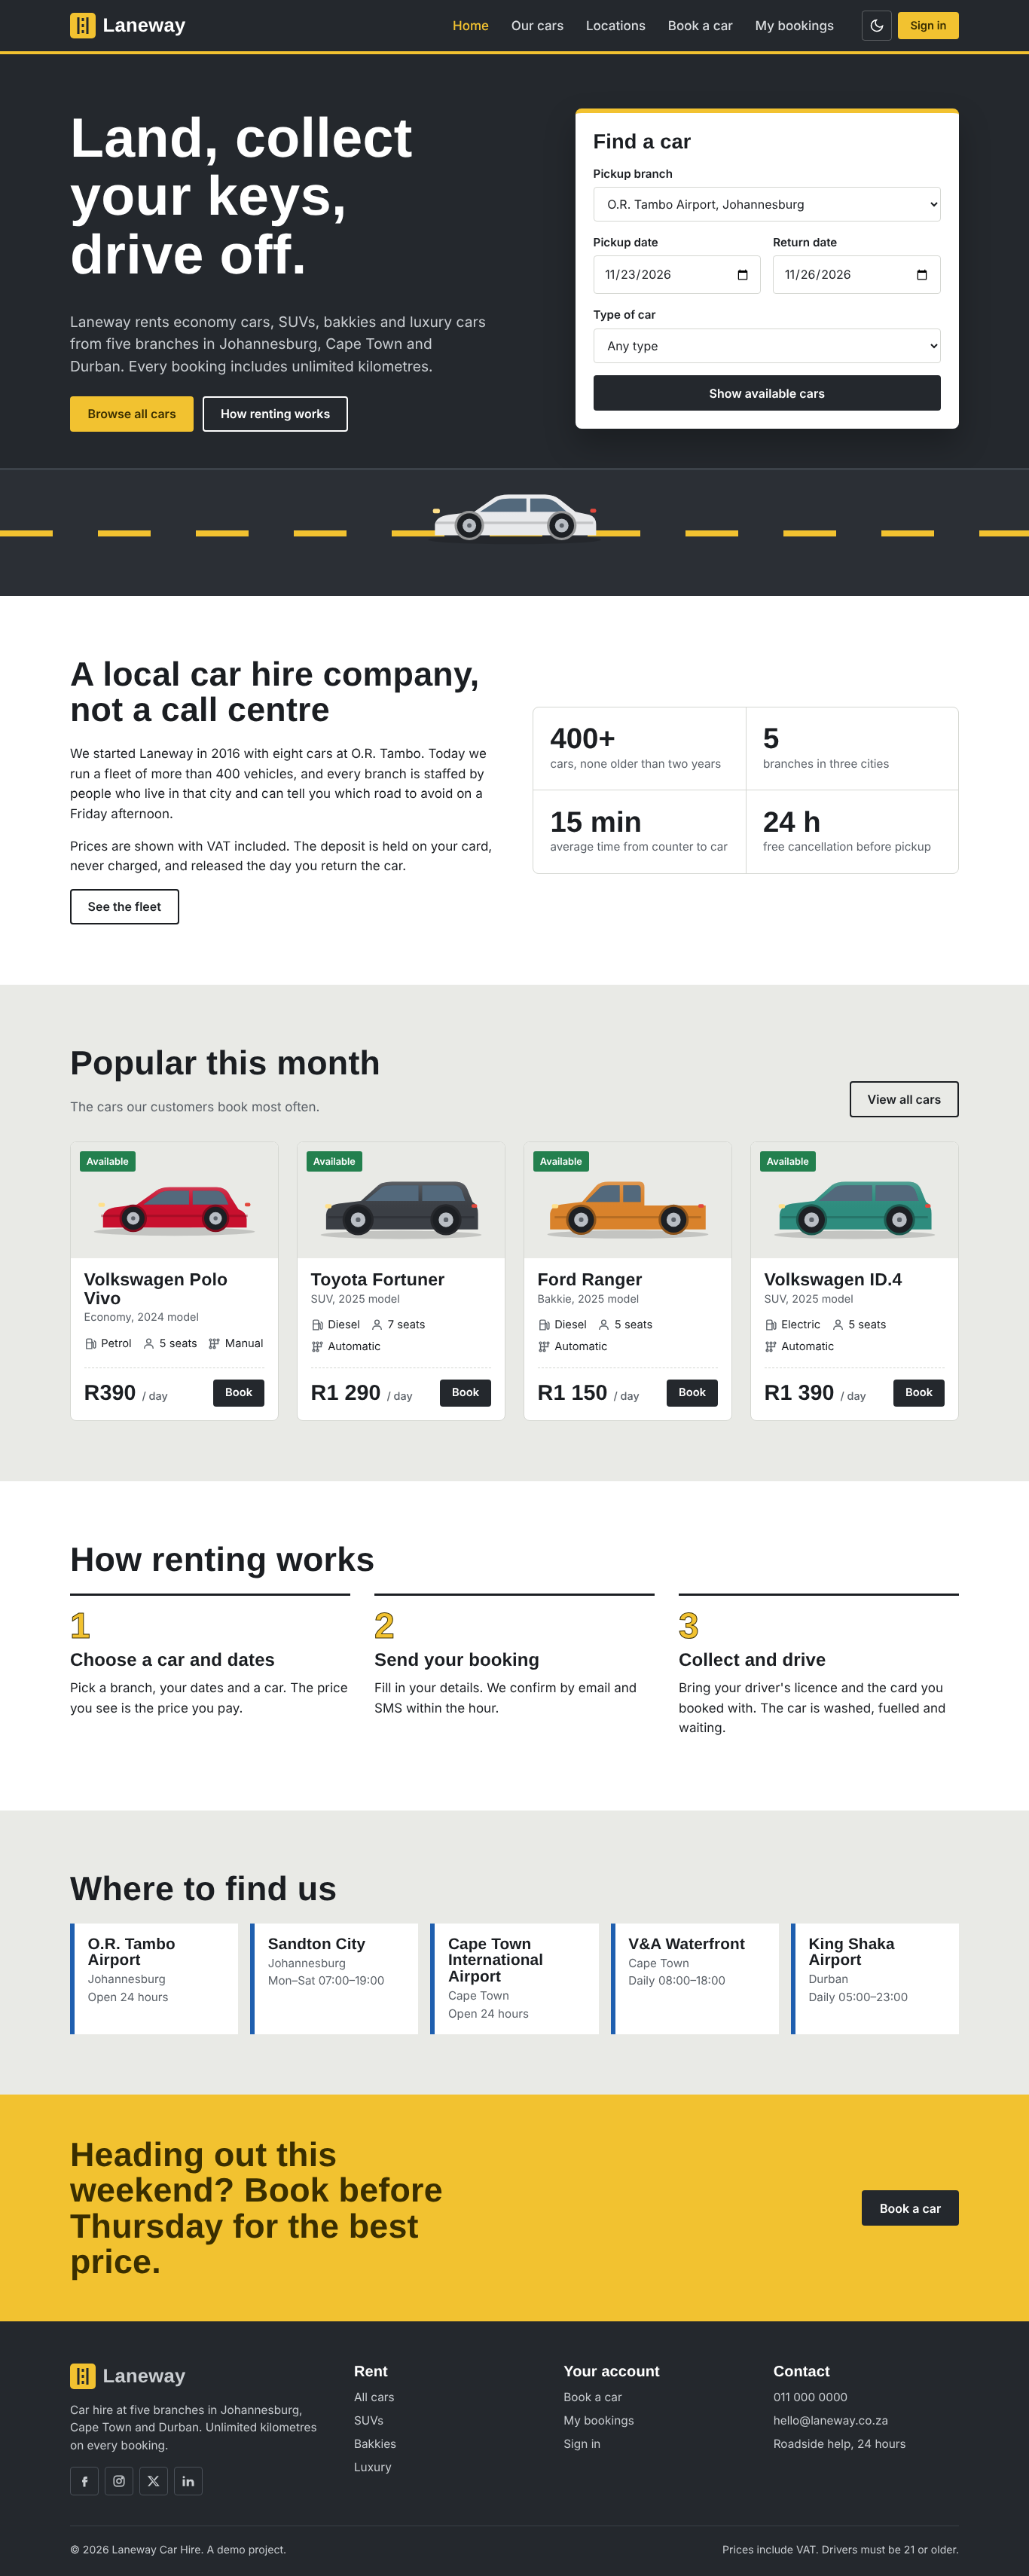 Laneway
Home Our cars Locations Book a car My bookings Sign in
Land, collect
your keys,
drive off.
Laneway rents economy cars, SUVs, bakkies and luxury cars
from five branches in Johannesburg, Cape Town and
Durban. Every booking includes unlimited kilometres.
Browse all cars How renting works
Find a car
Pickup branch
O.R. Tambo Airport, Johannesburg
Pickup date Return date
11/23/2026 11/26/2026
Type of car
Any type
Show available cars
A local car hire company,
not a call centre
We started Laneway in 2016 with eight cars at O.R. Tambo. Today we
run a fleet of more than 400 vehicles, and every branch is staffed by
people who live in that city and can tell you which road to avoid on a
Friday afternoon.
Prices are shown with VAT included. The deposit is held on your card,
never charged, and released the day you return the car.
See the fleet
400+
cars, none older than two years
5
branches in three cities
15 min
average time from counter to car
24 h
free cancellation before pickup
Popular this month
The cars our customers book most often.
View all cars
Available
Volkswagen Polo
Vivo
Economy, 2024 model
Petrol 5 seats Manual
R390 / day Book
Available
Toyota Fortuner
SUV, 2025 model
Diesel 7 seats
Automatic
R1 290 / day Book
Available
Ford Ranger
Bakkie, 2025 model
Diesel 5 seats
Automatic
R1 150 / day Book
Available
Volkswagen ID.4
SUV, 2025 model
Electric 5 seats
Automatic
R1 390 / day Book
How renting works
1
Choose a car and dates
Pick a branch, your dates and a car. The price
you see is the price you pay.
2
Send your booking
Fill in your details. We confirm by email and
SMS within the hour.
3
Collect and drive
Bring your driver's licence and the card you
booked with. The car is washed, fuelled and
waiting.
Where to find us
O.R. Tambo
Airport
Johannesburg
Open 24 hours
Sandton City
Johannesburg
Mon–Sat 07:00–19:00
Cape Town
International
Airport
Cape Town
Open 24 hours
V&A Waterfront
Cape Town
Daily 08:00–18:00
King Shaka
Airport
Durban
Daily 05:00–23:00
Heading out this
weekend? Book before
Thursday for the best
price.
Book a car
Laneway
Car hire at five branches in Johannesburg,
Cape Town and Durban. Unlimited kilometres
on every booking.
Rent
All cars
SUVs
Bakkies
Luxury
Your account
Book a car
My bookings
Sign in
Contact
011 000 0000
hello@laneway.co.za
Roadside help, 24 hours
© 2026 Laneway Car Hire. A demo project.
Prices include VAT. Drivers must be 21 or older.